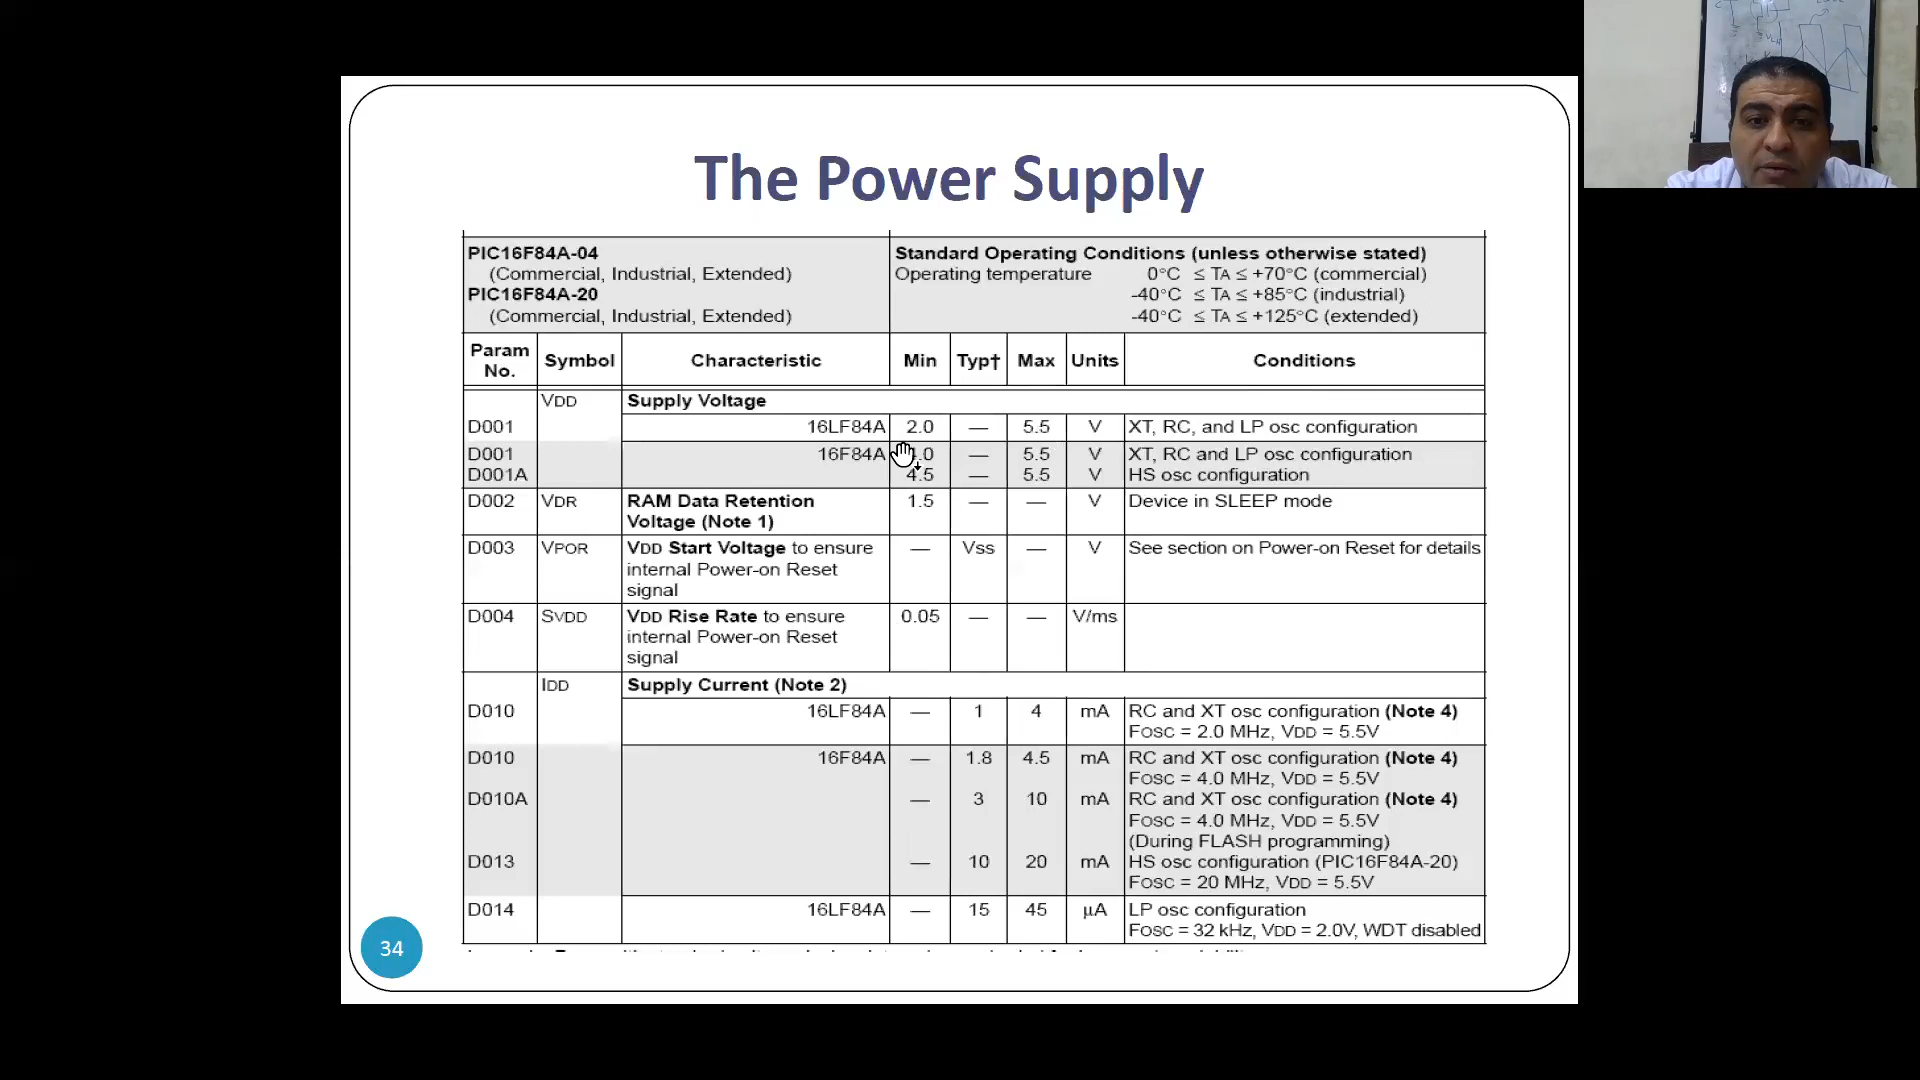 The Power Supply
PIC16F84A-04
(Commercial, Industrial, Extended)
PIC16F84A-20
(Commercial, Industrial, Extended)
Standard Operating Conditions (unless otherwise stated)
Operating temperature 0°C ≤ TA ≤ +70°C (commercial)
-40°C ≤ TA ≤ +85°C (industrial)
-40°C ≤ TA ≤ +125°C (extended)
Param No. Symbol Characteristic Min Typ† Max Units Conditions
VDD Supply Voltage
D001 16LF84A 2.0 — 5.5 V XT, RC, and LP osc configuration
D001 16F84A — 5.5 V XT, RC and LP osc configuration
D001A 4.5 — 5.5 V HS osc configuration
D002 VDR RAM Data Retention 1.5 — — V Device in SLEEP mode
Voltage (Note 1)
D003 VPOR VDD Start Voltage to ensure — Vss — V See section on Power-on Reset for details
internal Power-on Reset
signal
D004 SVDD VDD Rise Rate to ensure 0.05 — — V/ms
internal Power-on Reset
signal
IDD Supply Current (Note 2)
D010 16LF84A — 1 4 mA RC and XT osc configuration (Note 4)
FOSC = 2.0 MHz, VDD = 5.5V
D010 16F84A — 1.8 4.5 mA RC and XT osc configuration (Note 4)
FOSC = 4.0 MHz, VDD = 5.5V
D010A — 3 10 mA RC and XT osc configuration (Note 4)
FOSC = 4.0 MHz, VDD = 5.5V
(During FLASH programming)
D013 — 10 20 mA HS osc configuration (PIC16F84A-20)
FOSC = 20 MHz, VDD = 5.5V
D014 16LF84A — 15 45 µA LP osc configuration
FOSC = 32 kHz, VDD = 2.0V, WDT disabled
34